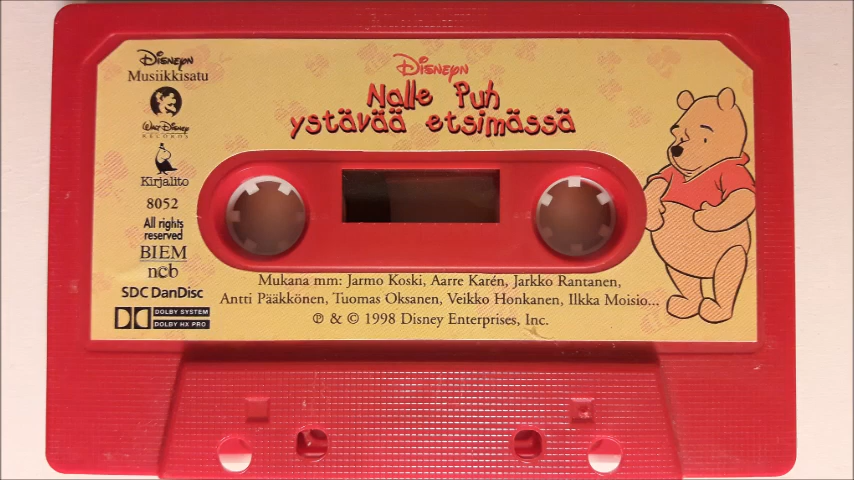 Disney
Nalle Puh
ystävää etsimässä
Disney
Musiikkisatu
Walt Disney
RECORDS
Kirjalito
8052
All rights
reserved
BIEM
ncb
SDC DanDisc
DOLBY SYSTEM
DOLBY HX PRO
Mukana mm: Jarmo Koski, Aarre Karén, Jarkko Rantanen,
Antti Pääkkönen, Tuomas Oksanen, Veikko Honkanen, Ilkka Moisio...
℗ & © 1998 Disney Enterprises, Inc.